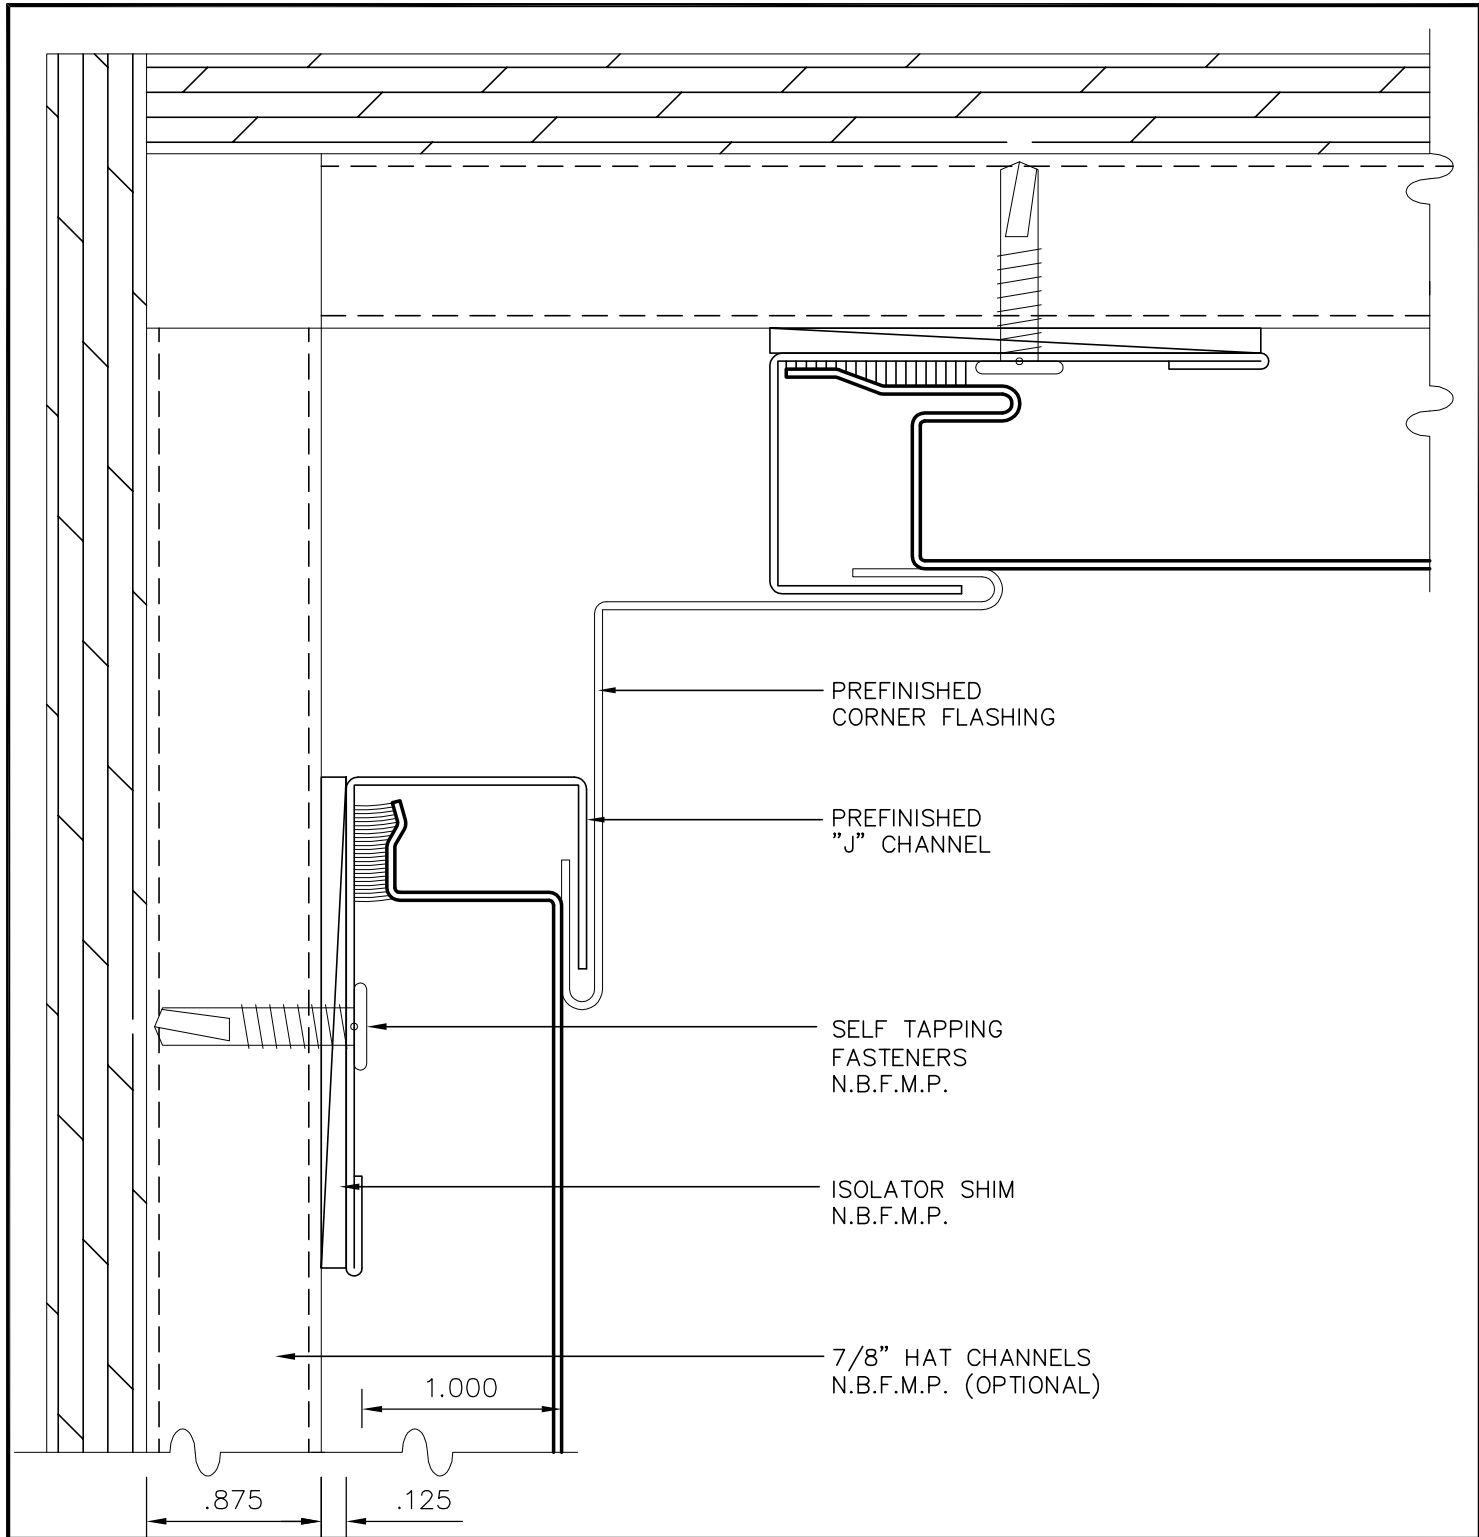 PREFINISHED
CORNER FLASHING
PREFINISHED
"J" CHANNEL
SELF TAPPING
FASTENERS
N.B.F.M.P.
ISOLATOR SHIM
N.B.F.M.P.
7/8" HAT CHANNELS
N.B.F.M.P. (OPTIONAL)
1.000
.875
.125